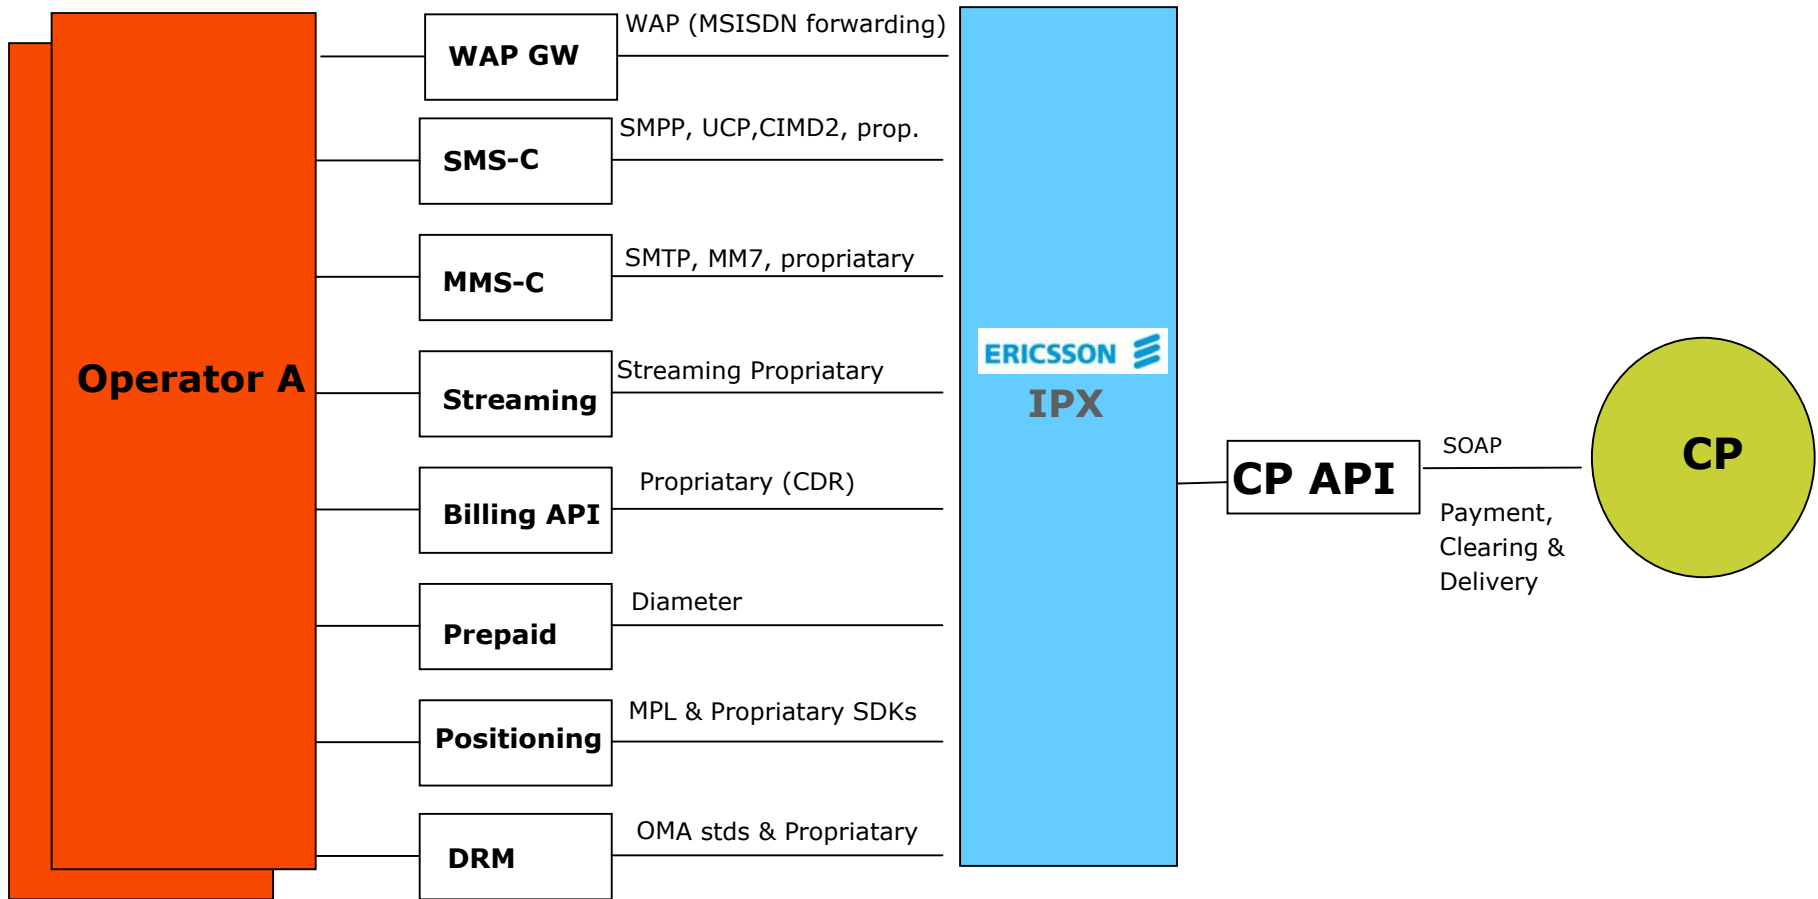 WAP (MSISDN forwarding)
WAP GW
SMPP, UCP,CIMD2, prop.
SMS-C
SMTP, MM7, propriatary
MMS-C
Operator A
Streaming Propriatary
Streaming
ERICSSON
IPX
Propriatary (CDR)
Billing API
CP API
SOAP
Payment,
Clearing &
Delivery
CP
Diameter
Prepaid
MPL & Propriatary SDKs
Positioning
OMA stds & Propriatary
DRM